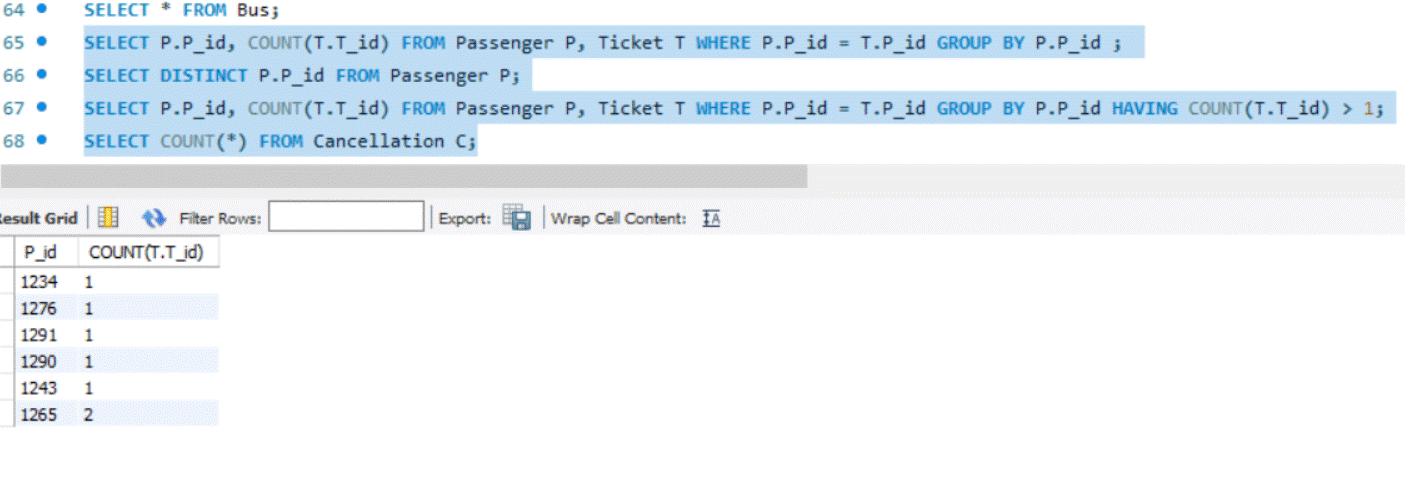 64 SELECT * FROM Bus;
65 SELECT P.P_id, COUNT(T.T_id) FROM Passenger P, Ticket T WHERE P.P_id = T.P_id GROUP BY P.P_id ;
66 SELECT DISTINCT P.P_id FROM Passenger P;
67 SELECT P.P_id, COUNT(T.T_id) FROM Passenger P, Ticket T WHERE P.P_id = T.P_id GROUP BY P.P_id HAVING COUNT(T.T_id) > 1;
68 SELECT COUNT(*) FROM Cancellation C;
Result Grid Filter Rows: Export: Wrap Cell Content: IA
P_id COUNT(T.T_id)
1234 1
1276 1
1291 1
1290 1
1243 1
1265 2